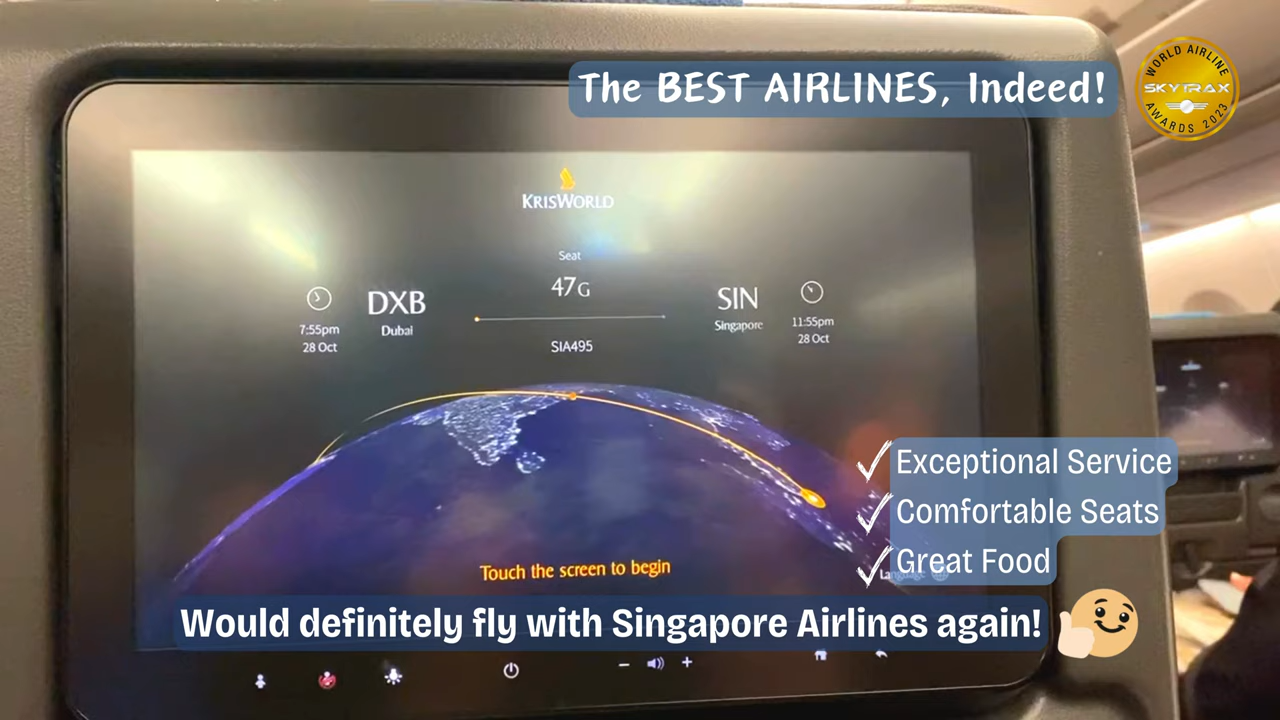 The BEST AIRLINES, Indeed!
WORLD AIRLINE
SKYTRAX
AWARDS 2023
KRISWORLD
Seat
47G
DXB
Dubai
7:55pm
28 Oct
SIN
Singapore
11:55pm
28 Oct
SIA495
Exceptional Service
Comfortable Seats
Great Food
Language
Touch the screen to begin
Would definitely fly with Singapore Airlines again!